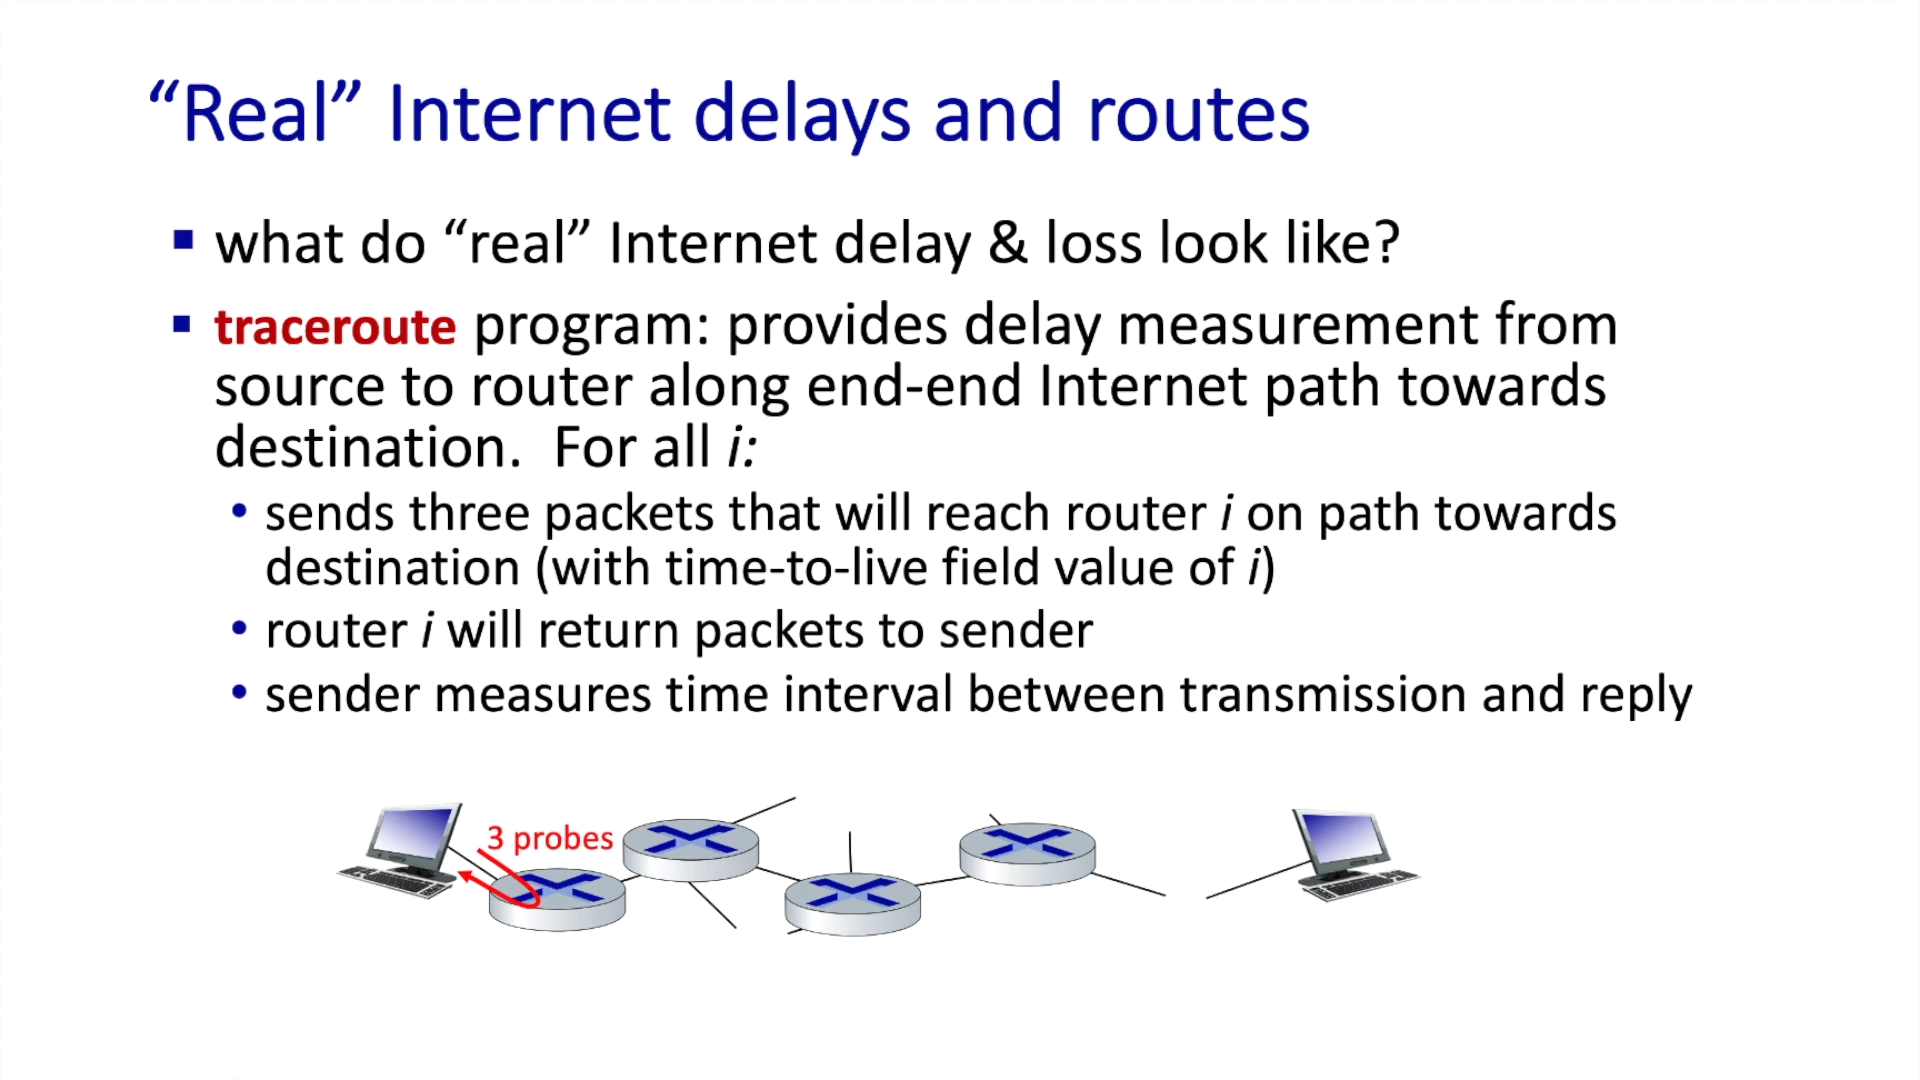 “Real” Internet delays and routes
▪ what do “real” Internet delay & loss look like?
▪ traceroute program: provides delay measurement from
source to router along end-end Internet path towards
destination.  For all i:
• sends three packets that will reach router i on path towards
destination (with time-to-live field value of i)
• router i will return packets to sender
• sender measures time interval between transmission and reply
3 probes